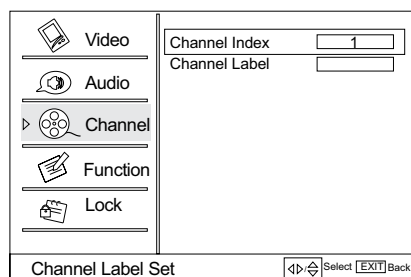 Video
Audio
Channel
Function
Lock
Channel Index 1
Channel Label
Channel Label Set
Select EXIT Back